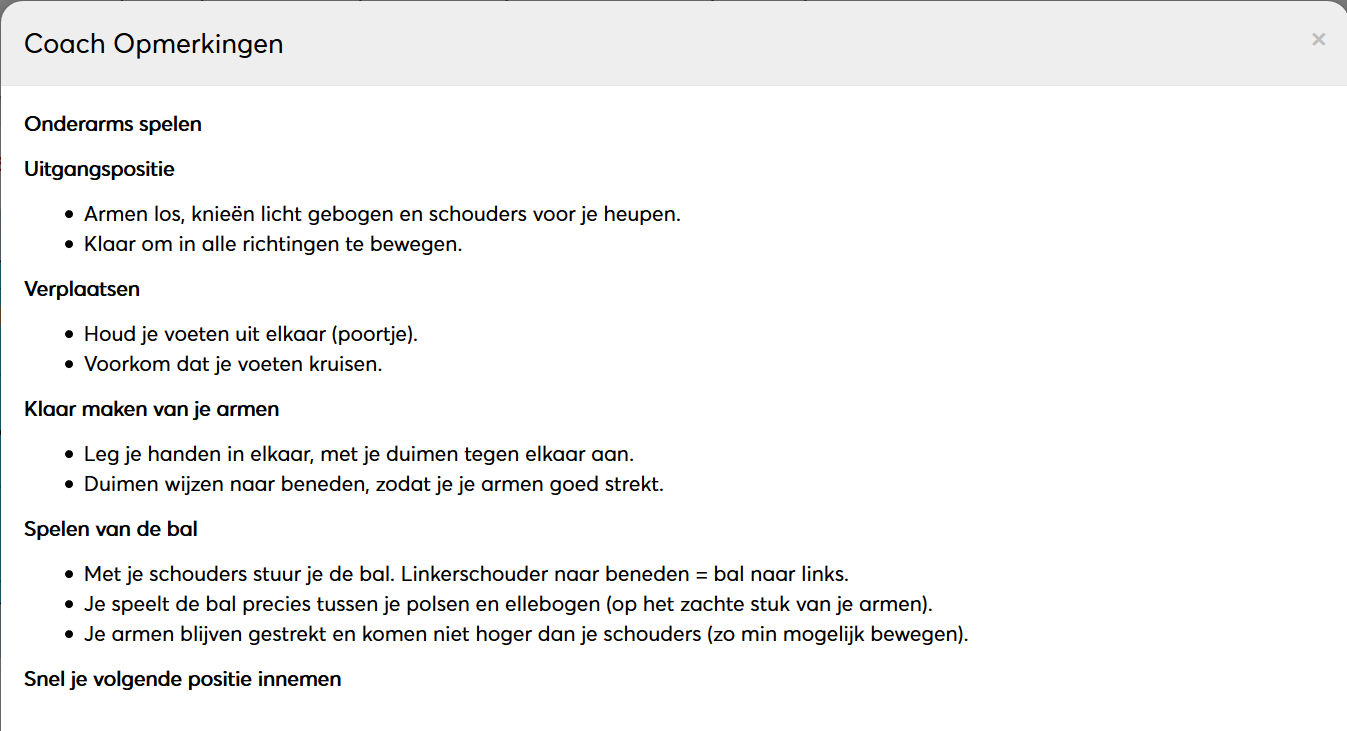 Coach Opmerkingen
×
Onderarms spelen
Uitgangspositie
• Armen los, knieën licht gebogen en schouders voor je heupen.
• Klaar om in alle richtingen te bewegen.
Verplaatsen
• Houd je voeten uit elkaar (poortje).
• Voorkom dat je voeten kruisen.
Klaar maken van je armen
• Leg je handen in elkaar, met je duimen tegen elkaar aan.
• Duimen wijzen naar beneden, zodat je je armen goed strekt.
Spelen van de bal
• Met je schouders stuur je de bal. Linkerschouder naar beneden = bal naar links.
• Je speelt de bal precies tussen je polsen en ellebogen (op het zachte stuk van je armen).
• Je armen blijven gestrekt en komen niet hoger dan je schouders (zo min mogelijk bewegen).
Snel je volgende positie innemen